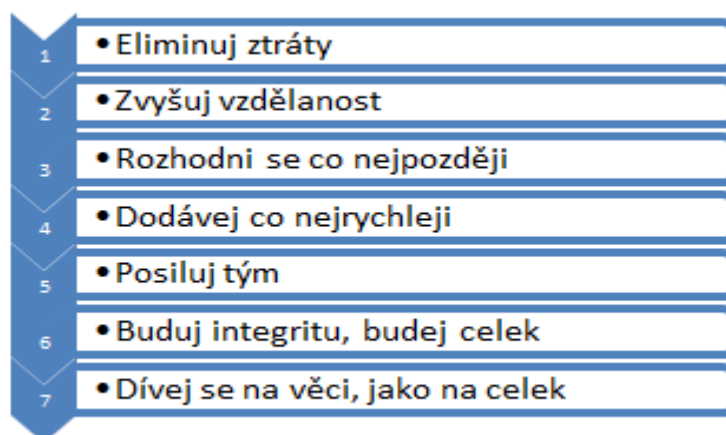 1 • Eliminuj ztráty
2 • Zvyšuj vzdělanost
3 • Rozhodni se co nejpozději
4 • Dodávej co nejrychleji
5 • Posiluj tým
6 • Buduj integritu, budej celek
7 • Dívej se na věci, jako na celek